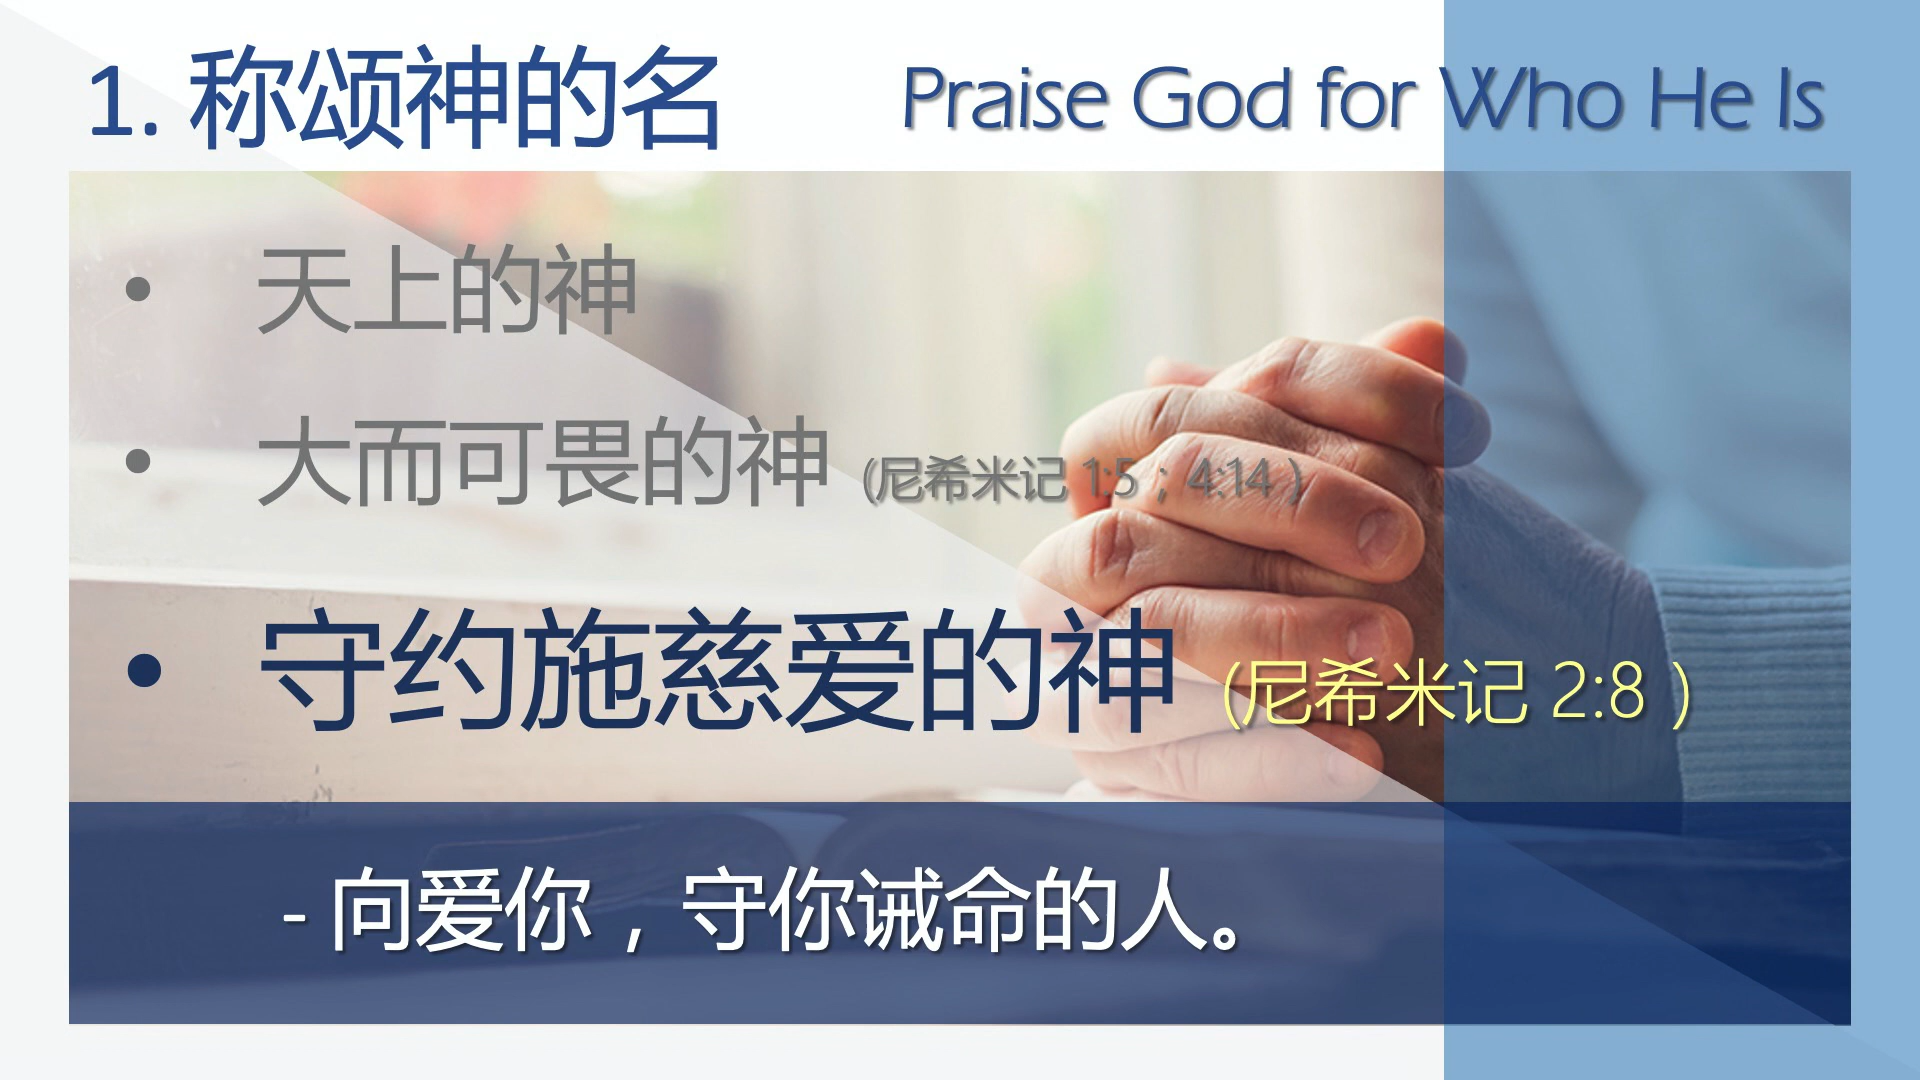 1. 称颂神的名 Praise God for Who He Is
• 天上的神
• 大而可畏的神 (尼希米记 1:5；4:14 )
• 守约施慈爱的神 (尼希米记 2:8 )
- 向爱你，守你诫命的人。